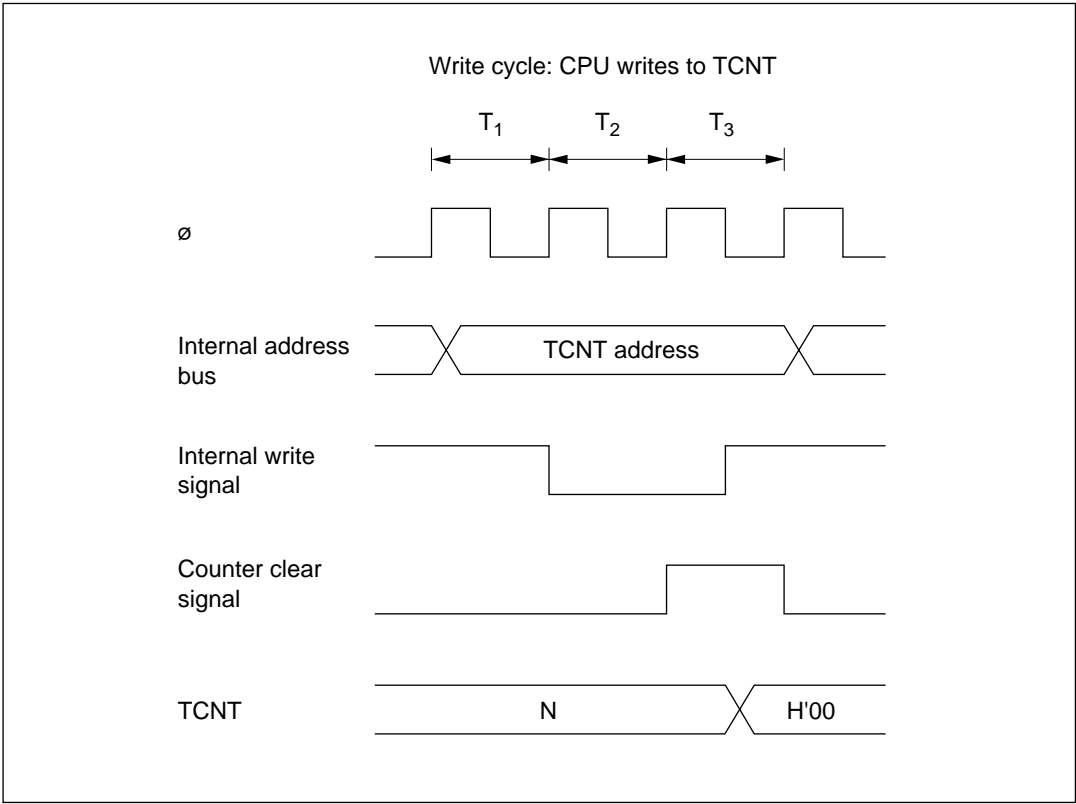 Write cycle: CPU writes to TCNT
T1 T2 T3
ø
Internal address
bus
TCNT address
Internal write
signal
Counter clear
signal
TCNT
N
H'00